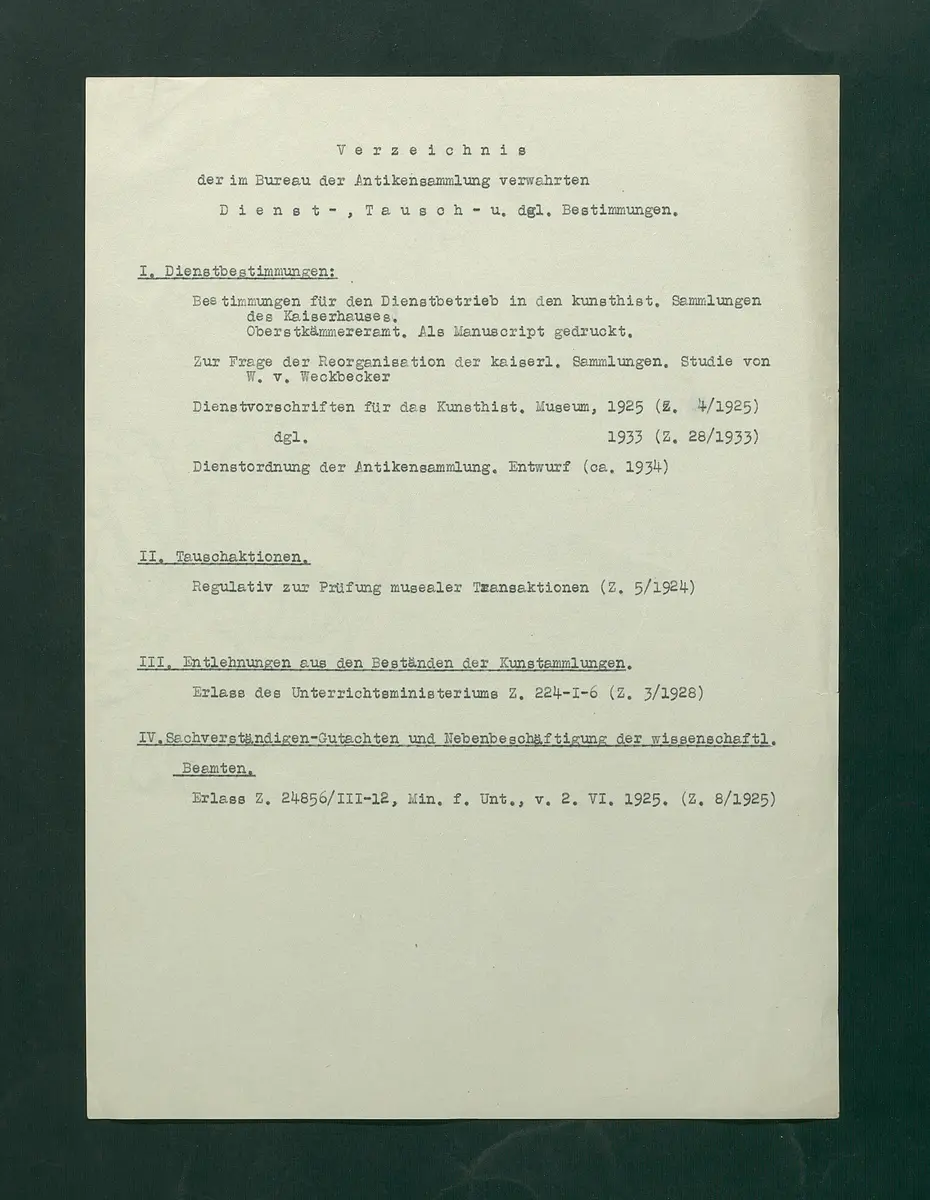 V e r z e i c h n i s
der im Bureau der Antikensammlung verwahrten
D i e n s t - , T a u s c h - u. dgl. Bestimmungen.
I. Dienstbestimmungen:
Bestimmungen für den Dienstbetrieb in den kunsthist. Sammlungen
des Kaiserhauses.
Oberstkämmereramt. Als Manuscript gedruckt.
Zur Frage der Reorganisation der kaiserl. Sammlungen. Studie von
W. v. Weckbecker
Dienstvorschriften für das Kunsthist. Museum, 1925 (Z. 4/1925)
dgl. 1933 (Z. 28/1933)
Dienstordnung der Antikensammlung. Entwurf (ca. 1934)
II. Tauschaktionen.
Regulativ zur Prüfung musealer Transaktionen (Z. 5/1924)
III. Entlehnungen aus den Beständen der Kunstammlungen.
Erlass des Unterrichtsministeriums Z. 224-I-6 (Z. 3/1928)
IV.Sachverständigen-Gutachten und Nebenbeschäftigung der wissenschaftl.
Beamten.
Erlass Z. 24856/III-12, Min. f. Unt., v. 2. VI. 1925. (Z. 8/1925)